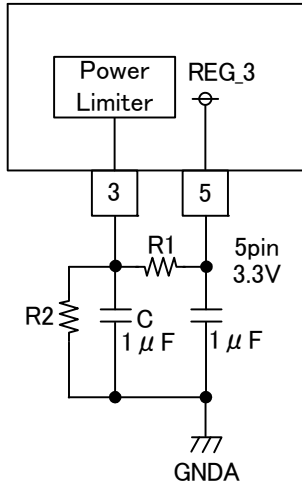 Power
Limiter
REG_3
3
5
R1
5pin
3.3V
R2
C
1μF
1μF
GNDA